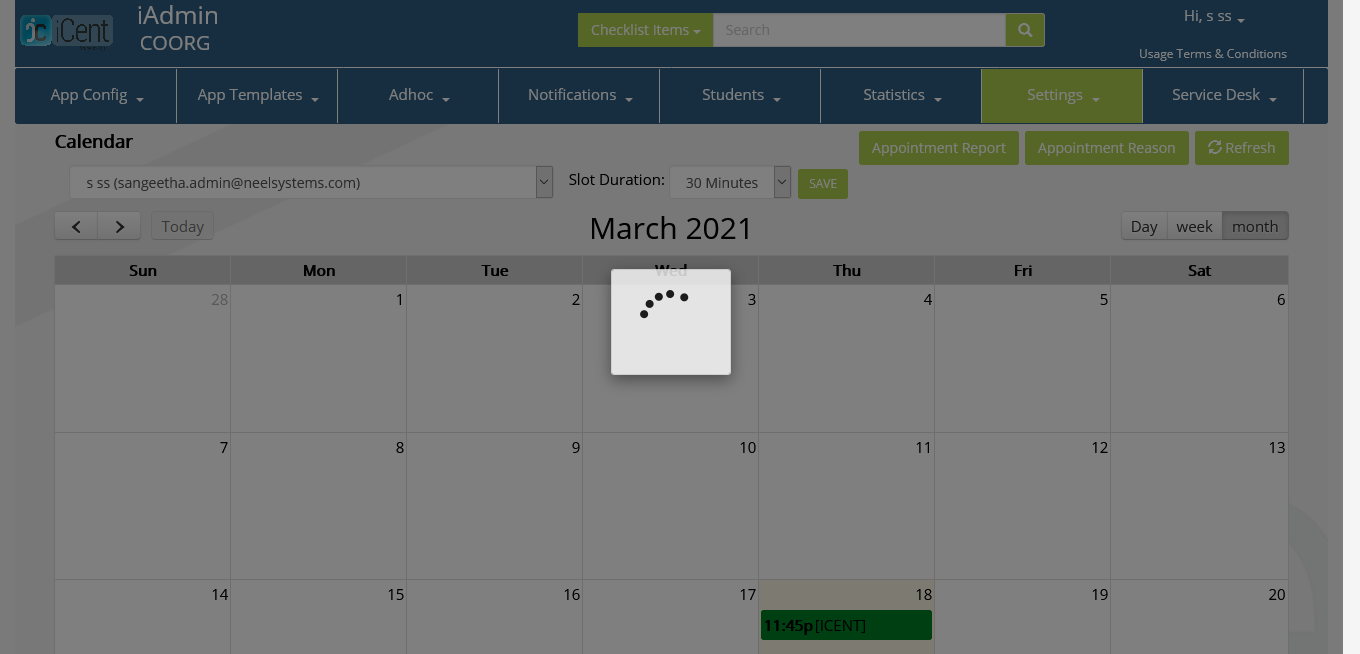 iCent
iAdmin
COORG
Checklist Items
Search
Hi, s ss
Usage Terms & Conditions
App Config
App Templates
Adhoc
Notifications
Students
Statistics
Settings
Service Desk
Calendar
Appointment Report
Appointment Reason
Refresh
s ss (sangeetha.admin@neelsystems.com)
Slot Duration:
30 Minutes
SAVE
Today
March 2021
Day
week
month
Sun Mon Tue Wed Thu Fri Sat
28 1 2 3 4 5 6
7 8 9 10 11 12 13
14 15 16 17 18 19 20
11:45p [ICENT]